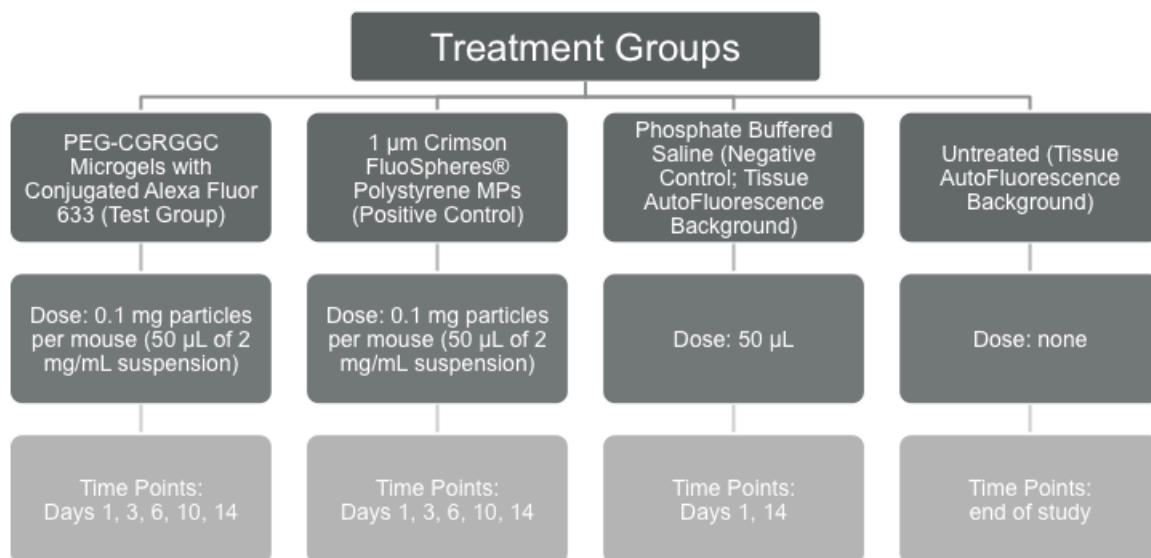 Treatment Groups
PEG-CGRGGC
Microgels with
Conjugated Alexa Fluor
633 (Test Group)
1 µm Crimson
FluoSpheres®
Polystyrene MPs
(Positive Control)
Phosphate Buffered
Saline (Negative
Control; Tissue
AutoFluorescence
Background)
Untreated (Tissue
AutoFluorescence
Background)
Dose: 0.1 mg particles
per mouse (50 µL of 2
mg/mL suspension)
Dose: 0.1 mg particles
per mouse (50 µL of 2
mg/mL suspension)
Dose: 50 µL
Dose: none
Time Points:
Days 1, 3, 6, 10, 14
Time Points:
Days 1, 3, 6, 10, 14
Time Points:
Days 1, 14
Time Points:
end of study